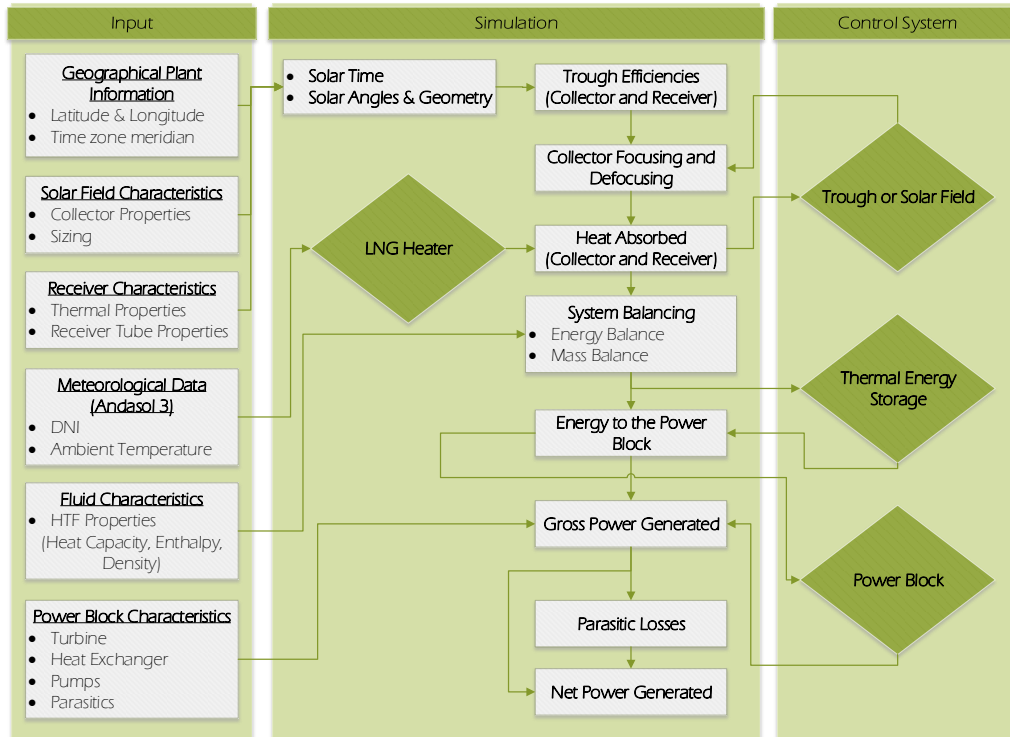 Input
Simulation
Control System
Geographical Plant
Information
• Latitude & Longitude
• Time zone meridian
Solar Field Characteristics
• Collector Properties
• Sizing
Receiver Characteristics
• Thermal Properties
• Receiver Tube Properties
Meteorological Data
(Andasol 3)
• DNI
• Ambient Temperature
Fluid Characteristics
• HTF Properties
(Heat Capacity, Enthalpy,
Density)
Power Block Characteristics
• Turbine
• Heat Exchanger
• Pumps
• Parasitics
• Solar Time
• Solar Angles & Geometry
LNG Heater
Trough Efficiencies
(Collector and Receiver)
Collector Focusing and
Defocusing
Heat Absorbed
(Collector and Receiver)
System Balancing
• Energy Balance
• Mass Balance
Energy to the Power
Block
Gross Power Generated
Parasitic Losses
Net Power Generated
Trough or Solar Field
Thermal Energy
Storage
Power Block